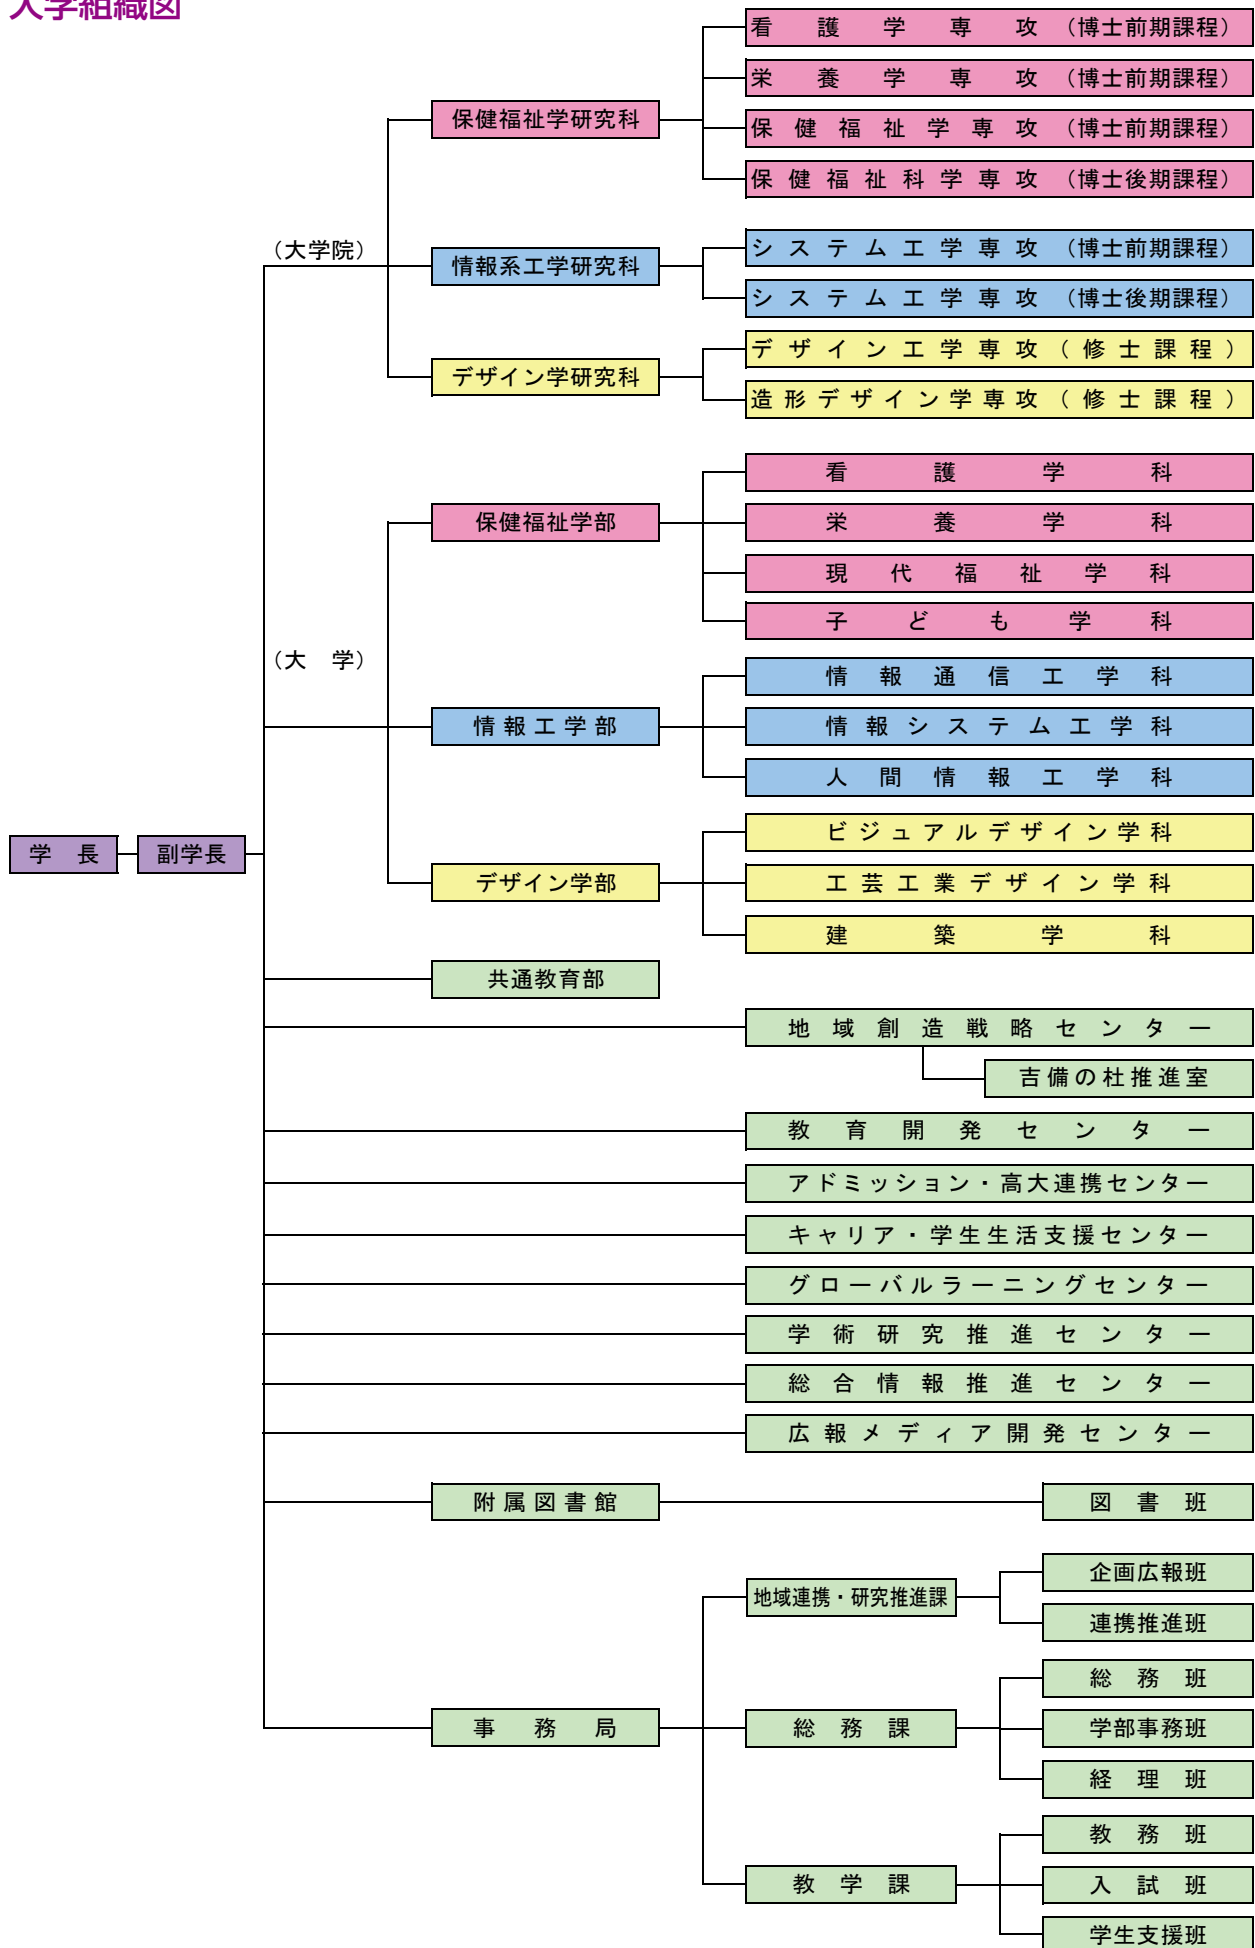 大学組織図
看護学専攻（博士前期課程）
栄養学専攻（博士前期課程）
保健福祉学研究科
保健福祉学専攻（博士前期課程）
保健福祉科学専攻（博士後期課程）
（大学院）
情報系工学研究科
システム工学専攻（博士前期課程）
システム工学専攻（博士後期課程）
デザイン学研究科
デザイン工学専攻（修士課程）
造形デザイン学専攻（修士課程）
看護学科
保健福祉学部
栄養学科
現代福祉学科
子ども学科
（大　学）
情報通信工学科
情報工学部
情報システム工学科
人間情報工学科
学　長
副学長
ビジュアルデザイン学科
デザイン学部
工芸工業デザイン学科
建築学科
共通教育部
地域創造戦略センター
吉備の杜推進室
教育開発センター
アドミッション・高大連携センター
キャリア・学生生活支援センター
グローバルラーニングセンター
学術研究推進センター
総合情報推進センター
広報メディア開発センター
附属図書館
図書班
地域連携・研究推進課
企画広報班
連携推進班
事務局
総務課
総務班
学部事務班
経理班
教学課
教務班
入試班
学生支援班